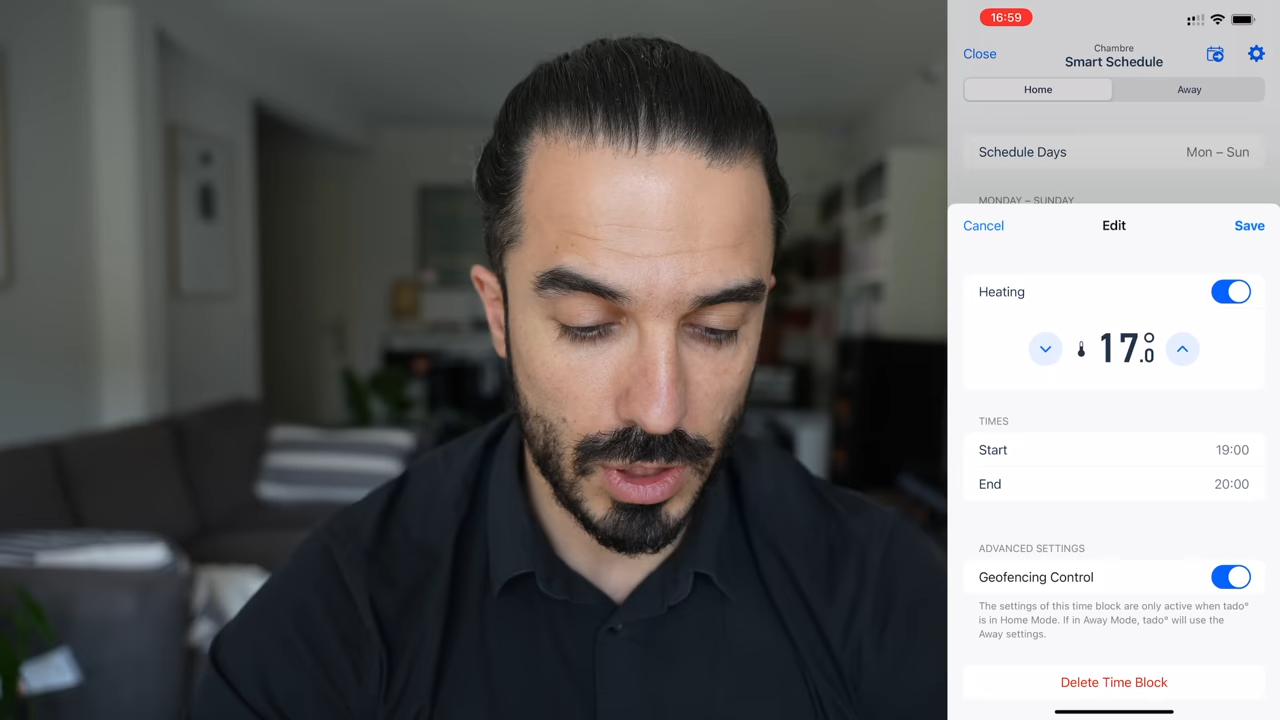 16:59
Close
Chambre
Smart Schedule
Home
Away
Schedule Days
Mon – Sun
MONDAY – SUNDAY
Cancel
Edit
Save
Heating
17.0°
TIMES
Start
19:00
End
20:00
ADVANCED SETTINGS
Geofencing Control
The settings of this time block are only active when tado°
is in Home Mode. If in Away Mode, tado° will use the
Away settings.
Delete Time Block